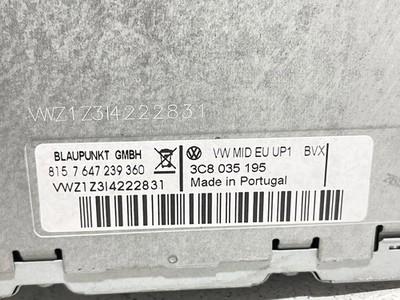 VWZ1Z3I4222831
BLAUPUNKT GMBH
815 7 647 239 360
VWZ1Z3I4222831
VW MID EU UP1 BVX
3C8 035 195
Made in Portugal